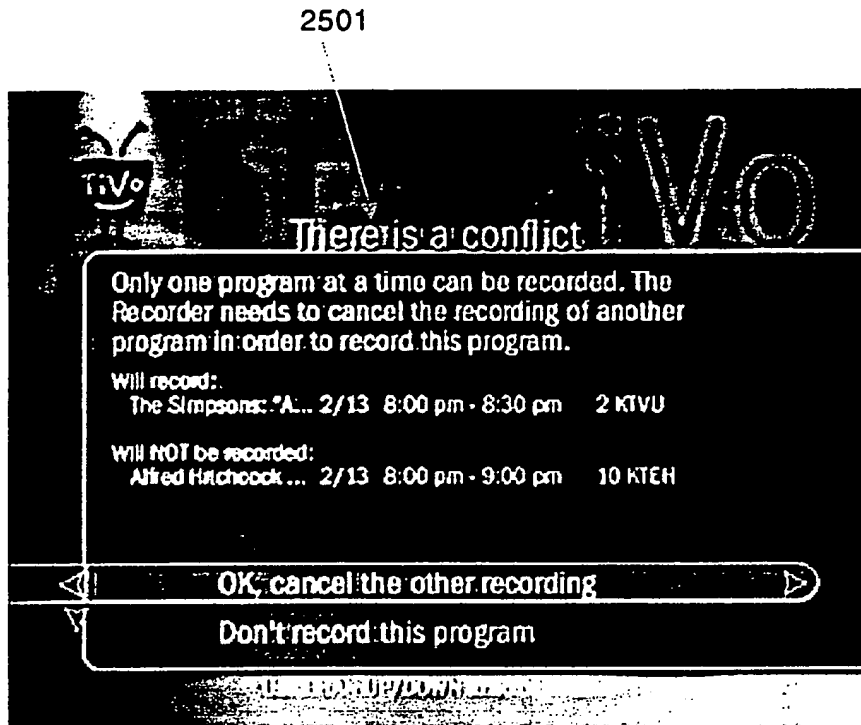 2501
TiVo
iVo
There is a conflict
Only one program at a time can be recorded. The
Recorder needs to cancel the recording of another
program in order to record this program.
Will record:
The Simpsons: "A... 2/13 8:00 pm - 8:30 pm 2 KTVU
Will NOT be recorded:
Alfred Hitchcock ... 2/13 8:00 pm - 9:00 pm 10 KTEH
OK, cancel the other recording
Don't record this program
UP/DOWN